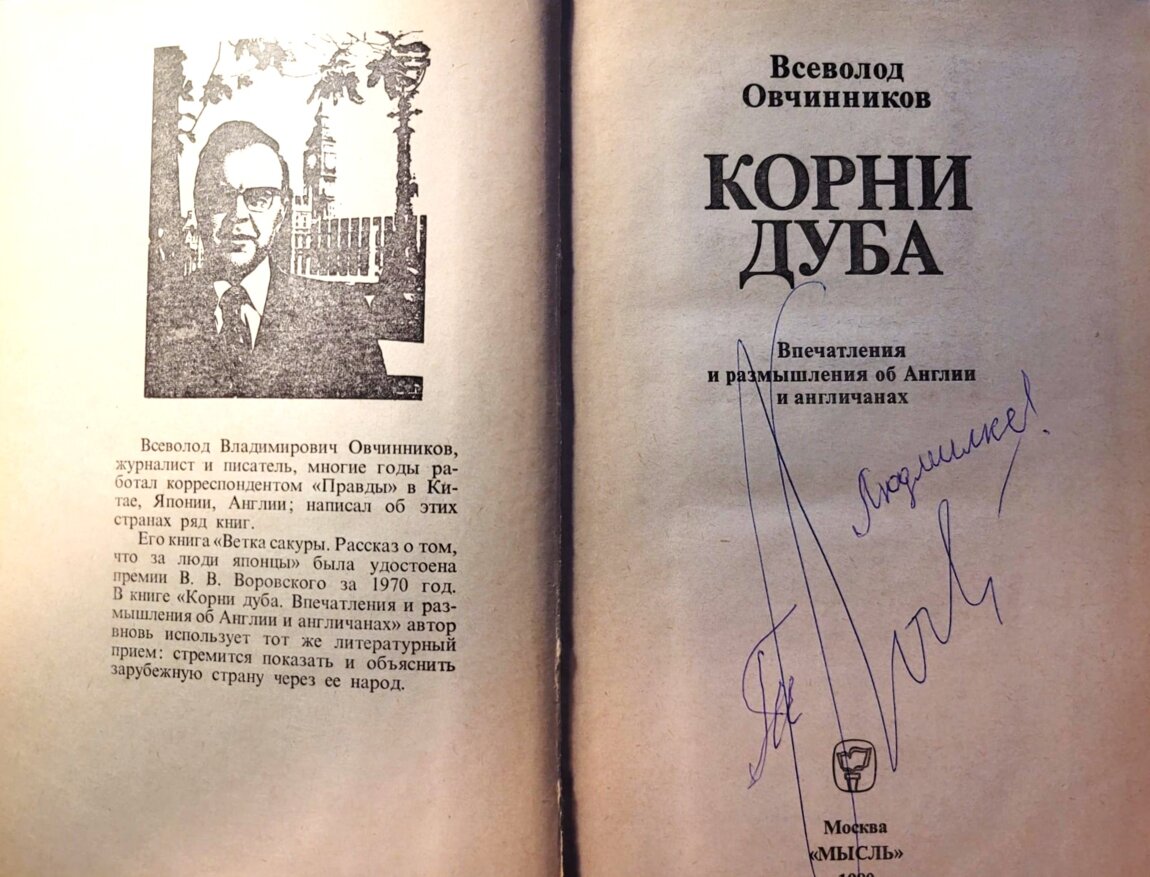 Всеволод Владимирович Овчинников,
журналист и писатель, многие годы ра-
ботал корреспондентом «Правды» в Ки-
тае, Японии, Англии; написал об этих
странах ряд книг.
Его книга «Ветка сакуры. Рассказ о том,
что за люди японцы» была удостоена
премии В. В. Воровского за 1970 год.
В книге «Корни дуба. Впечатления и раз-
мышления об Англии и англичанах» автор
вновь использует тот же литературный
прием: стремится показать и объяснить
зарубежную страну через ее народ.
Всеволод
Овчинников
КОРНИ
ДУБА
Впечатления
и размышления об Англии
и англичанах
Людмилке!
Москва
«МЫСЛЬ»